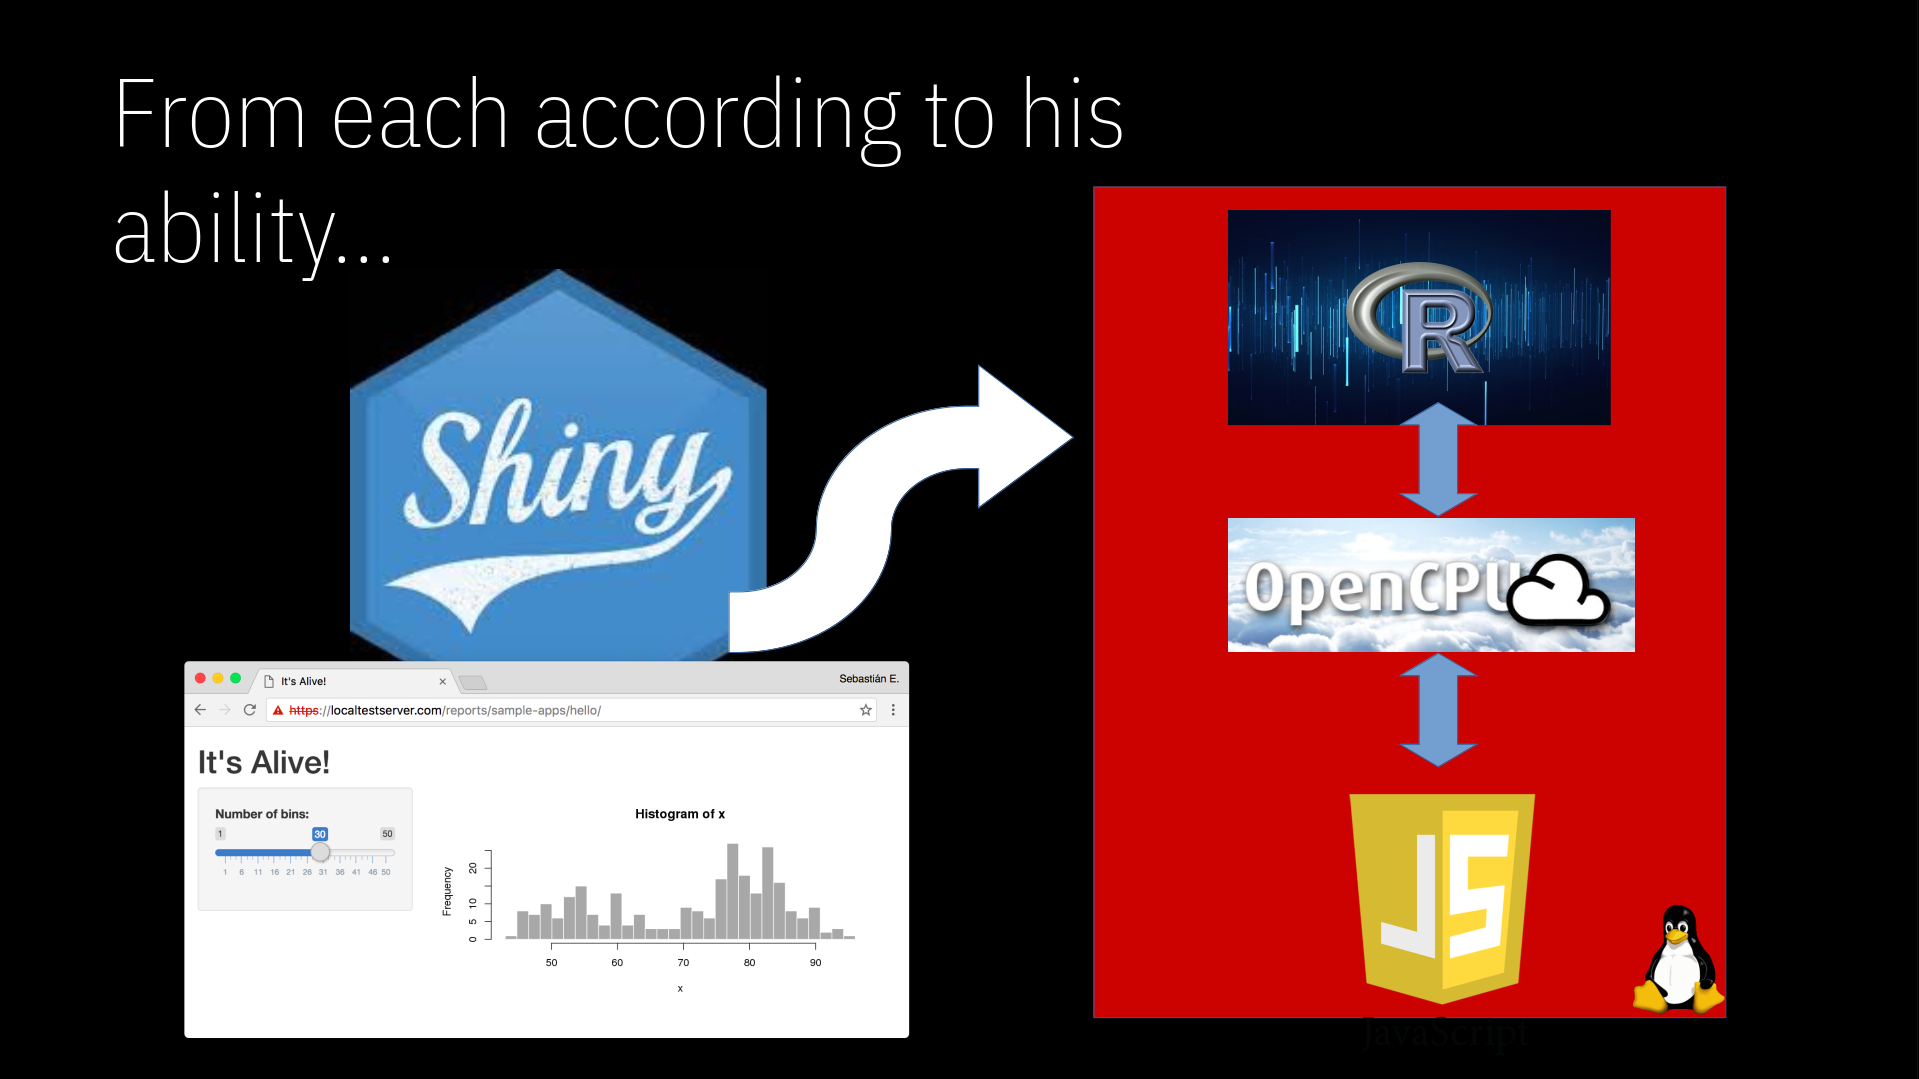 From each according to his
ability...
Shiny
It's Alive!
Sebastián E.
https://localtestserver.com/reports/sample-apps/hello/
It's Alive!
Number of bins:
1 30 50
1 6 11 16 21 26 31 36 41 46 50
Histogram of x
Frequency
0 5 10 20
50 60 70 80 90
x
R
OpenCPU
JS
JavaScript